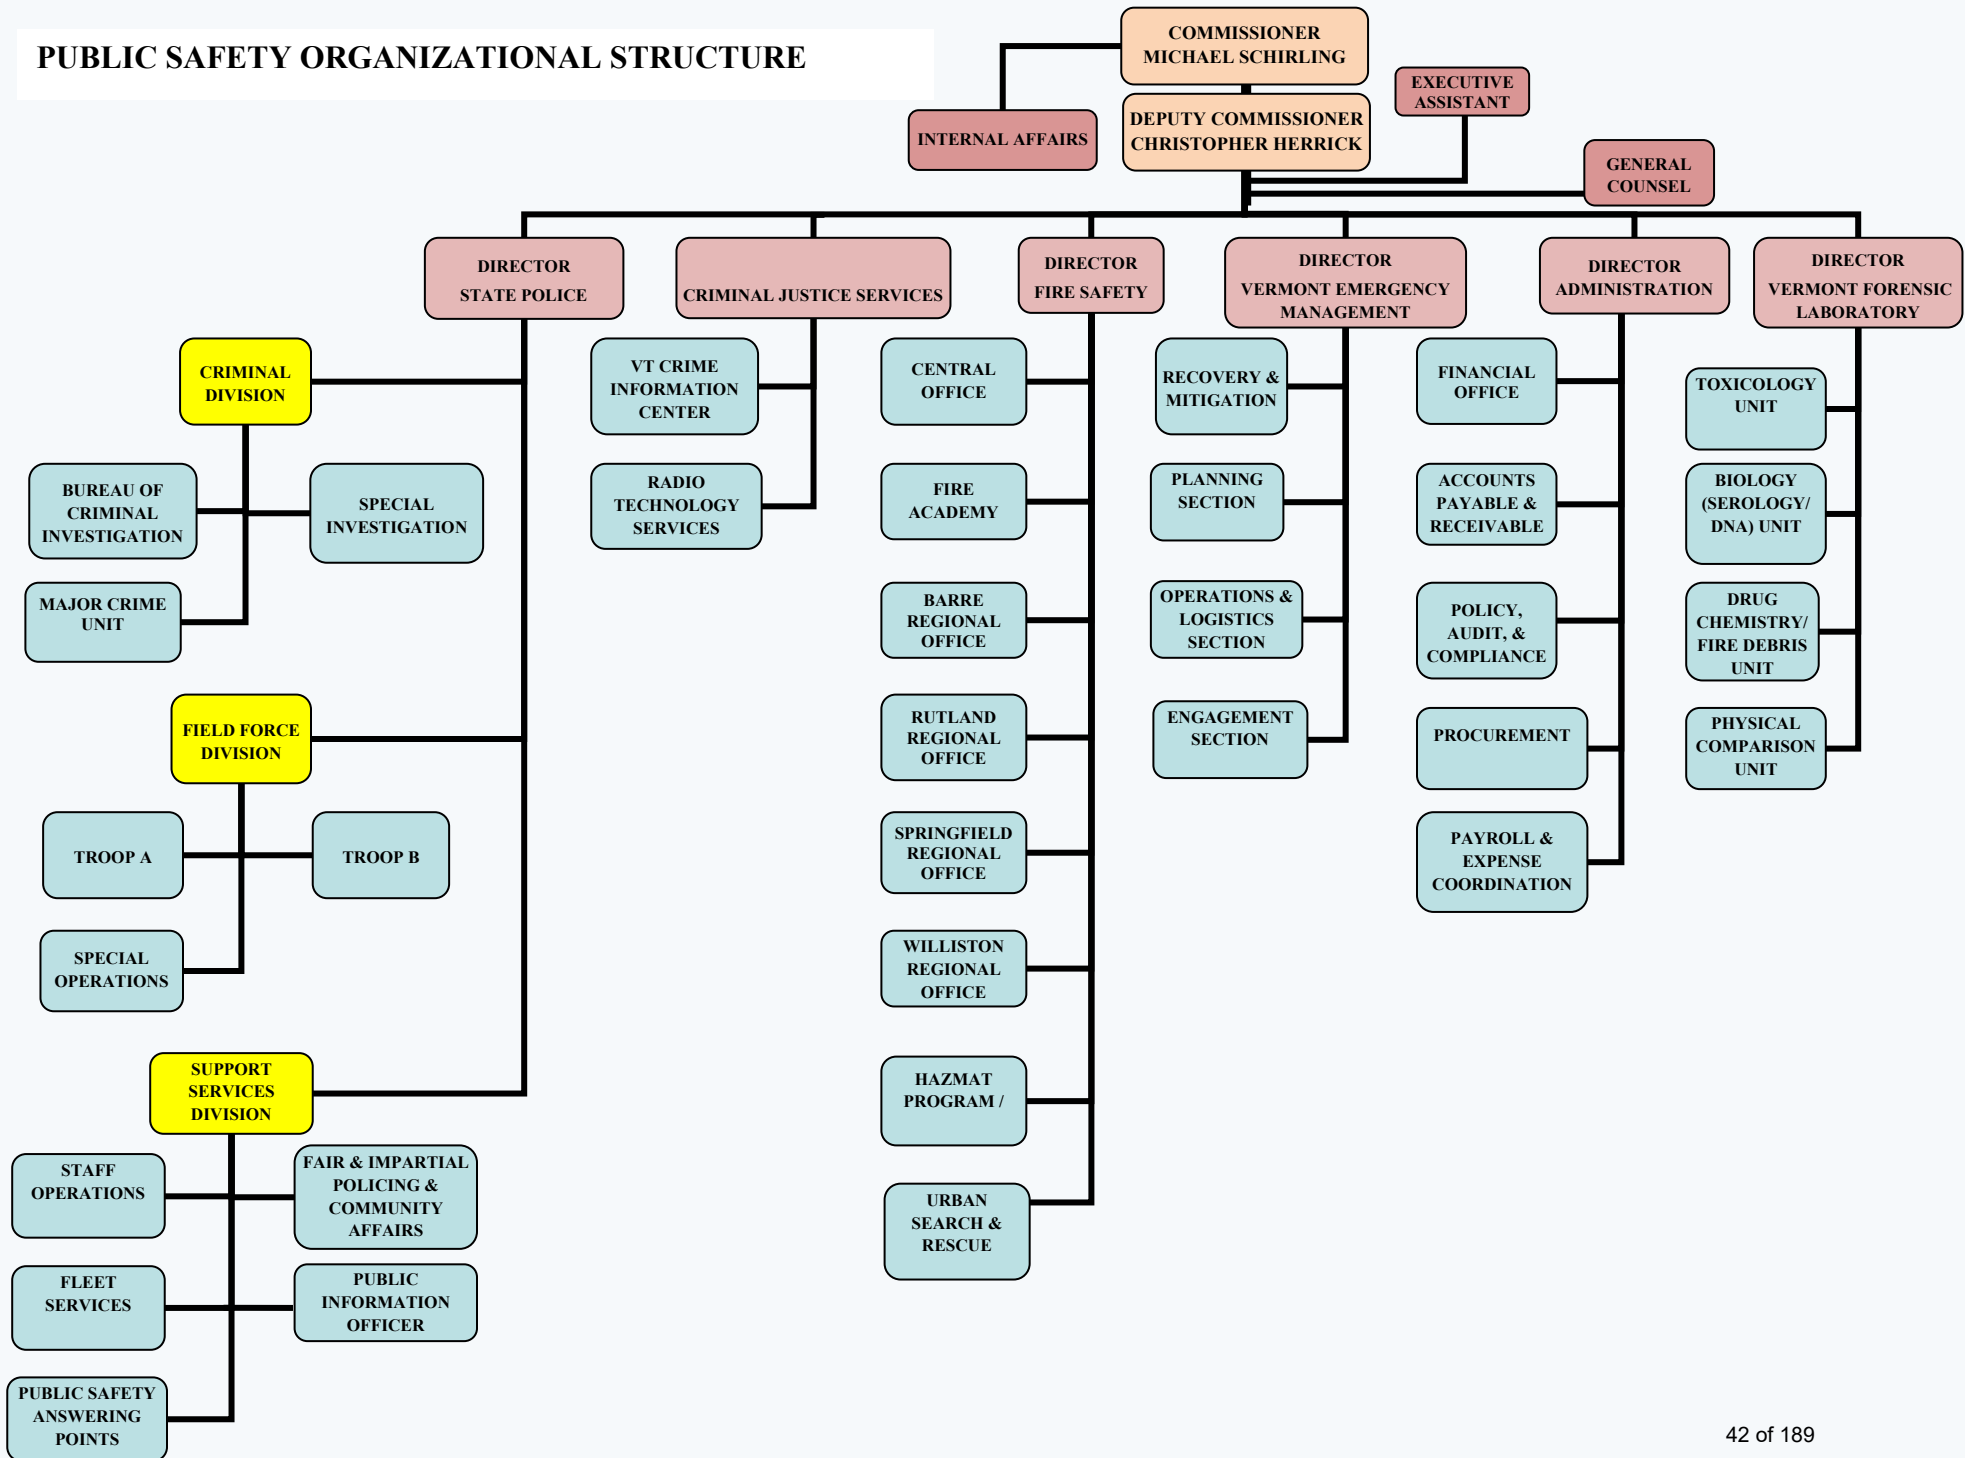 PUBLIC SAFETY ORGANIZATIONAL STRUCTURE
COMMISSIONER
MICHAEL SCHIRLING
DEPUTY COMMISSIONER
CHRISTOPHER HERRICK
INTERNAL AFFAIRS
EXECUTIVE
ASSISTANT
GENERAL
COUNSEL
DIRECTOR
STATE POLICE
CRIMINAL JUSTICE SERVICES
DIRECTOR
FIRE SAFETY
DIRECTOR
VERMONT EMERGENCY
MANAGEMENT
DIRECTOR
ADMINISTRATION
DIRECTOR
VERMONT FORENSIC
LABORATORY
CRIMINAL
DIVISION
BUREAU OF
CRIMINAL
INVESTIGATION
SPECIAL
INVESTIGATION
MAJOR CRIME
UNIT
FIELD FORCE
DIVISION
TROOP A
TROOP B
SPECIAL
OPERATIONS
SUPPORT
SERVICES
DIVISION
STAFF
OPERATIONS
FAIR & IMPARTIAL
POLICING &
COMMUNITY
AFFAIRS
FLEET
SERVICES
PUBLIC
INFORMATION
OFFICER
PUBLIC SAFETY
ANSWERING
POINTS
VT CRIME
INFORMATION
CENTER
RADIO
TECHNOLOGY
SERVICES
CENTRAL
OFFICE
FIRE
ACADEMY
BARRE
REGIONAL
OFFICE
RUTLAND
REGIONAL
OFFICE
SPRINGFIELD
REGIONAL
OFFICE
WILLISTON
REGIONAL
OFFICE
HAZMAT
PROGRAM /
URBAN
SEARCH &
RESCUE
RECOVERY &
MITIGATION
PLANNING
SECTION
OPERATIONS &
LOGISTICS
SECTION
ENGAGEMENT
SECTION
FINANCIAL
OFFICE
ACCOUNTS
PAYABLE &
RECEIVABLE
POLICY,
AUDIT, &
COMPLIANCE
PROCUREMENT
PAYROLL &
EXPENSE
COORDINATION
TOXICOLOGY
UNIT
BIOLOGY
(SEROLOGY/
DNA) UNIT
DRUG
CHEMISTRY/
FIRE DEBRIS
UNIT
PHYSICAL
COMPARISON
UNIT
42 of 189